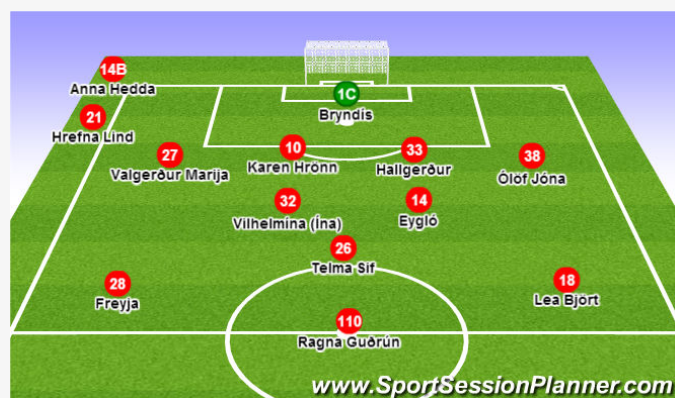 14B
Anna Hedda
1C
Bryndís
21
Hrefna Lind
27
Valgerður Marija
10
Karen Hrönn
33
Hallgerður
38
Ólöf Jóna
32
Vilhelmína (Ína)
14
Eygló
26
Telma Sif
28
Freyja
18
Lea Björt
110
Ragna Guðrún
www.SportSessionPlanner.com